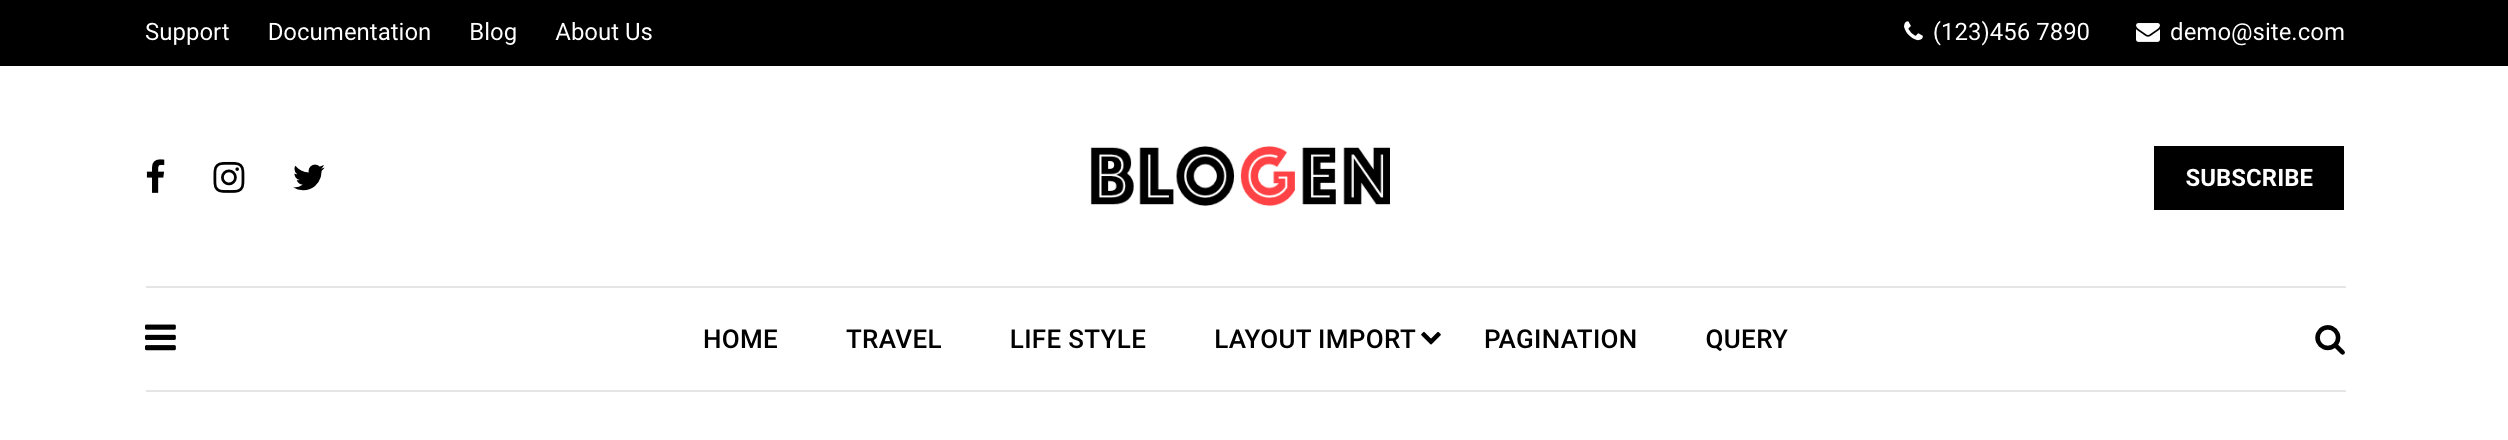 Support Documentation Blog About Us (123)456 7890 demo@site.com
BLOGEN
SUBSCRIBE
HOME TRAVEL LIFE STYLE LAYOUT IMPORT PAGINATION QUERY